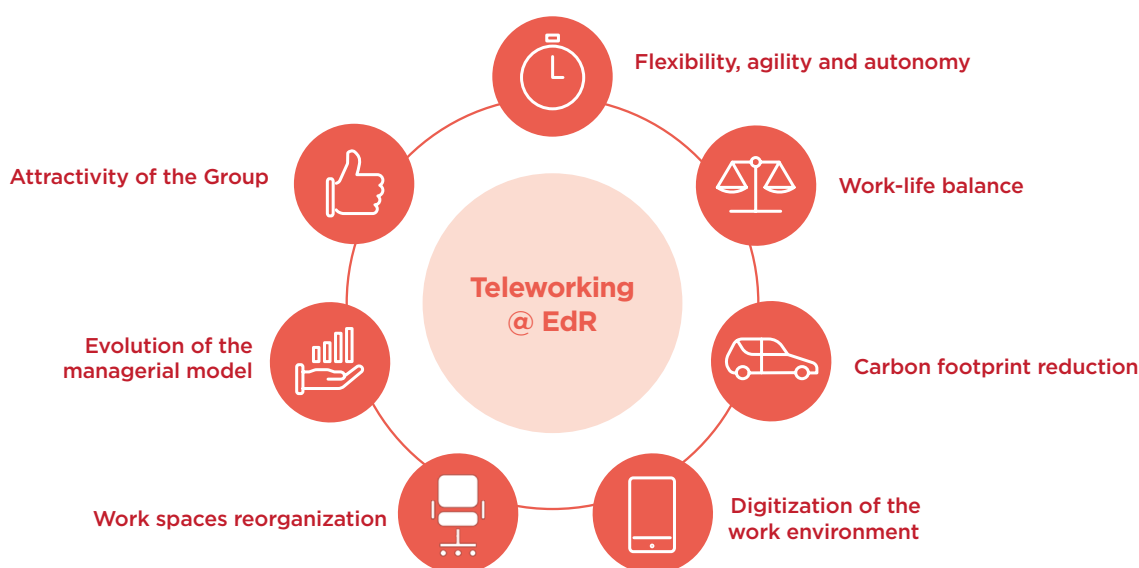 Flexibility, agility and autonomy
Attractivity of the Group
Work-life balance
Teleworking
@ EdR
Evolution of the
managerial model
Carbon footprint reduction
Work spaces reorganization
Digitization of the
work environment